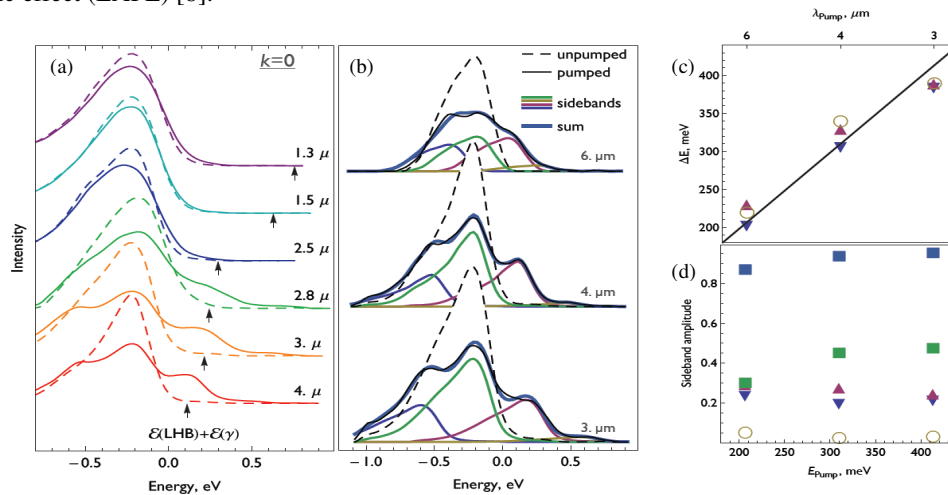 ic effect (LAPE) [8].
(a)
k=0
1.3 μ
1.5 μ
2.5 μ
2.8 μ
3. μ
4. μ
ℰ(LHB)+ℰ(γ)
Intensity
−0.5 0.0 0.5
Energy, eV
(b)
unpumped
pumped
sidebands
sum
6. μm
4. μm
3. μm
−1.0 −0.5 0.0 0.5
Energy, eV
λPump, μm
6 4 3
(c)
ΔE, meV
400
350
300
250
200
(d)
Sideband amplitude
0.8
0.6
0.4
0.2
200 250 300 350 400
EPump, meV